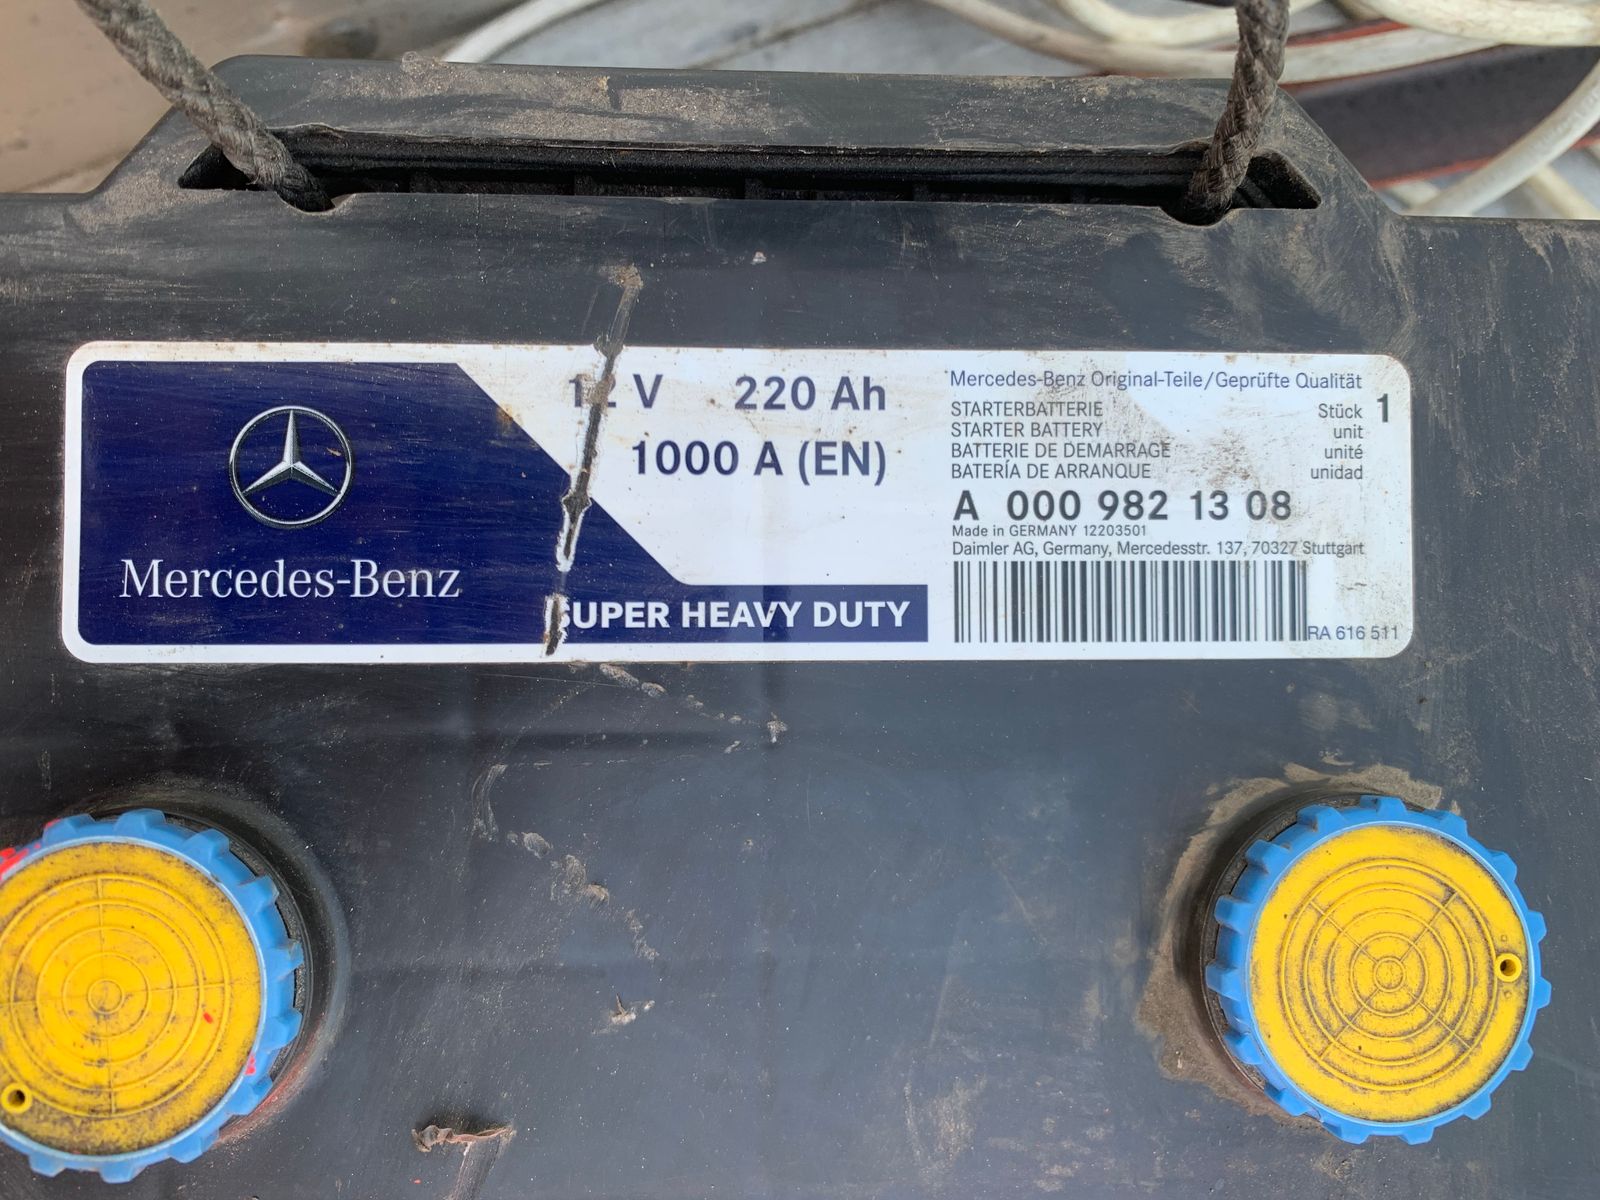 Mercedes-Benz
12 V 220 Ah
1000 A (EN)
SUPER HEAVY DUTY
Mercedes-Benz Original-Teile/Geprüfte Qualität
STARTERBATTERIE Stück 1
STARTER BATTERY unit
BATTERIE DE DEMARRAGE unité
BATERÍA DE ARRANQUE unidad
A 000 982 13 08
Made in GERMANY 12203501
Daimler AG, Germany, Mercedesstr. 137, 70327 Stuttgart
RA 616 511